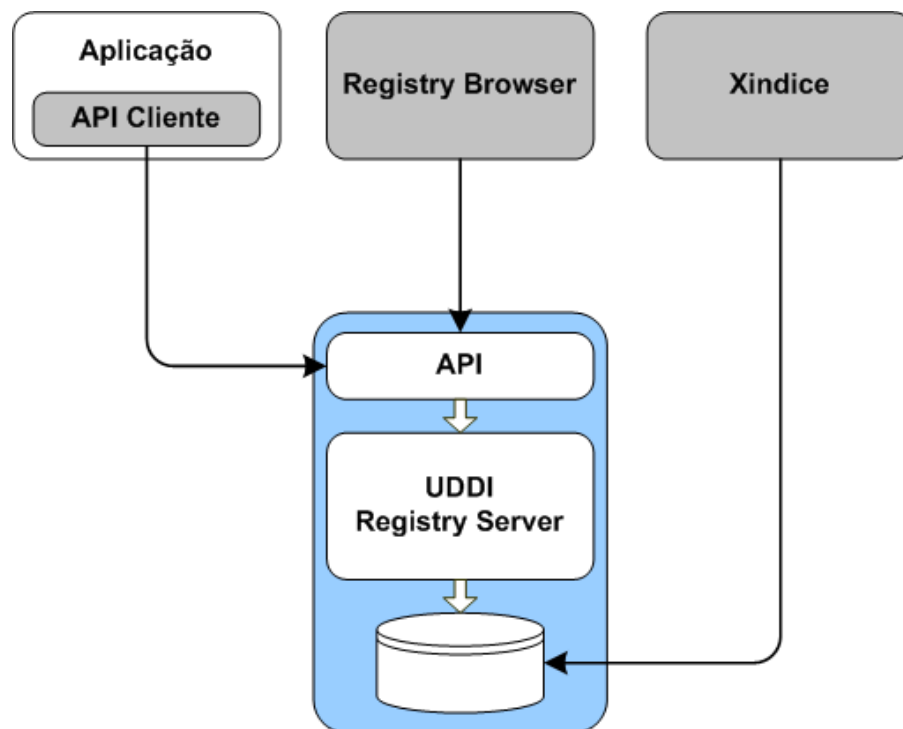 Aplicação
API Cliente
Registry Browser
Xindice
API
UDDI
Registry Server